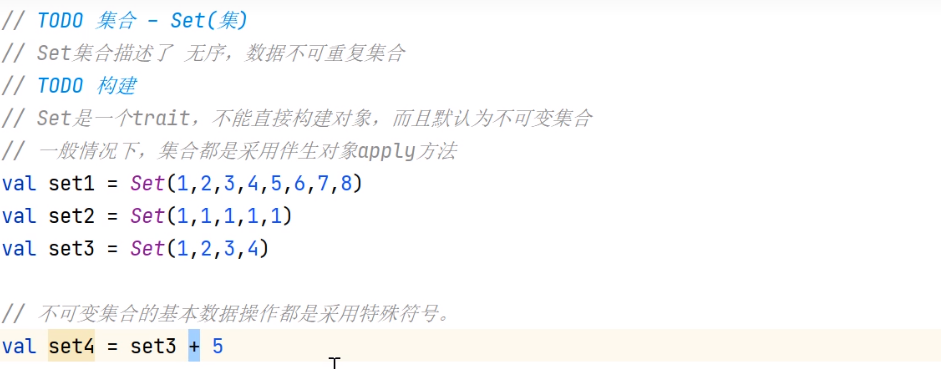 // TODO 集合 - Set(集)
// Set集合描述了 无序，数据不可重复集合
// TODO 构建
// Set是一个trait，不能直接构建对象，而且默认为不可变集合
// 一般情况下，集合都是采用伴生对象apply方法
val set1 = Set(1,2,3,4,5,6,7,8)
val set2 = Set(1,1,1,1,1)
val set3 = Set(1,2,3,4)
// 不可变集合的基本数据操作都是采用特殊符号。
val set4 = set3 + 5